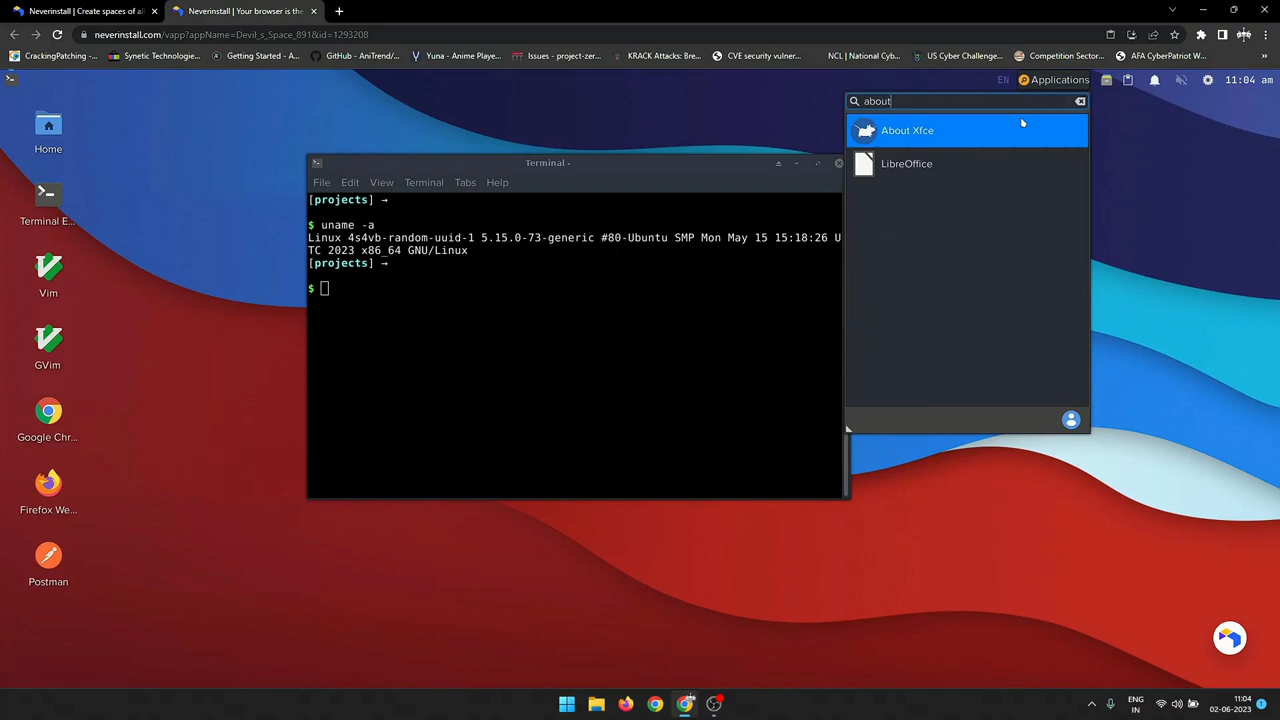 Neverinstall | Create spaces of al
Neverinstall | Your browser is the
neverinstall.com/vapp?appName=Devil_s_Space_891&id=1293208
CrackingPatching -...
Synetic Technologie...
GitHub - AniTrend/...
Yuna - Anime Playe...
Issues - project-zer...
KRACK Attacks: Bre...
CVE security vulner...
NCL | National Cyb...
US Cyber Challenge...
Competition Sector...
AFA CyberPatriot W...
»
EN
Applications
11:04 am
about
About Xfce
LibreOffice
Home
Terminal E...
Vim
GVim
Google Chr...
Firefox We...
Postman
Terminal -
File Edit View Terminal Tabs Help
[projects] →
$ uname -a
Linux 4s4vb-random-uuid-1 5.15.0-73-generic #80-Ubuntu SMP Mon May 15 15:18:26 U
TC 2023 x86_64 GNU/Linux
[projects] →
$
ENG
IN
11:04
02-06-2023